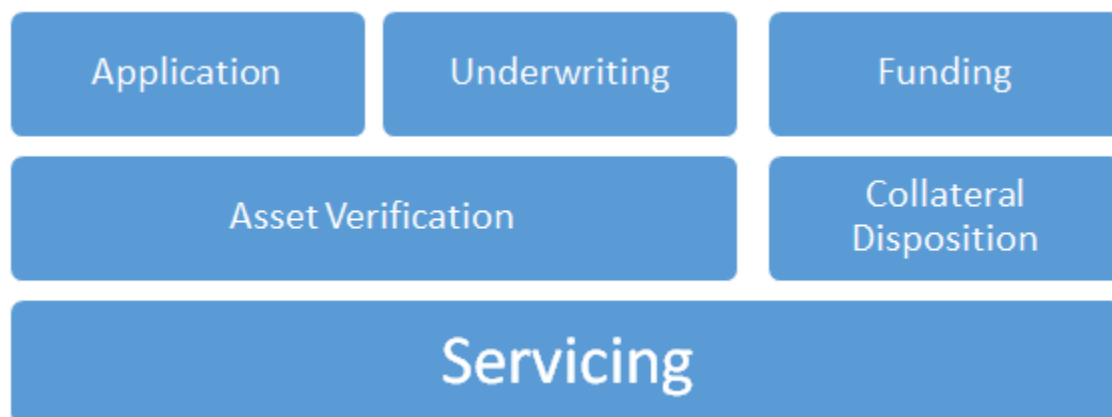 Application
Underwriting
Funding
Asset Verification
Collateral
Disposition
Servicing